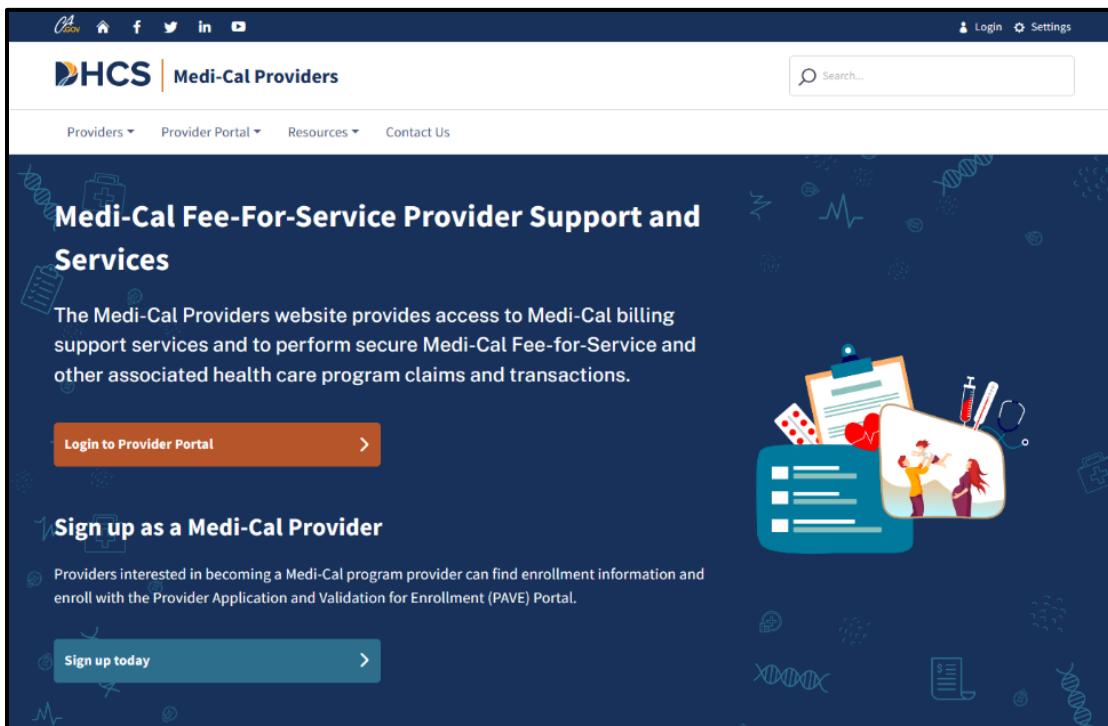 CA.GOV
Login Settings
DHCS Medi-Cal Providers
Search...
Providers Provider Portal Resources Contact Us
Medi-Cal Fee-For-Service Provider Support and
Services
The Medi-Cal Providers website provides access to Medi-Cal billing
support services and to perform secure Medi-Cal Fee-for-Service and
other associated health care program claims and transactions.
Login to Provider Portal
Sign up as a Medi-Cal Provider
Providers interested in becoming a Medi-Cal program provider can find enrollment information and
enroll with the Provider Application and Validation for Enrollment (PAVE) Portal.
Sign up today